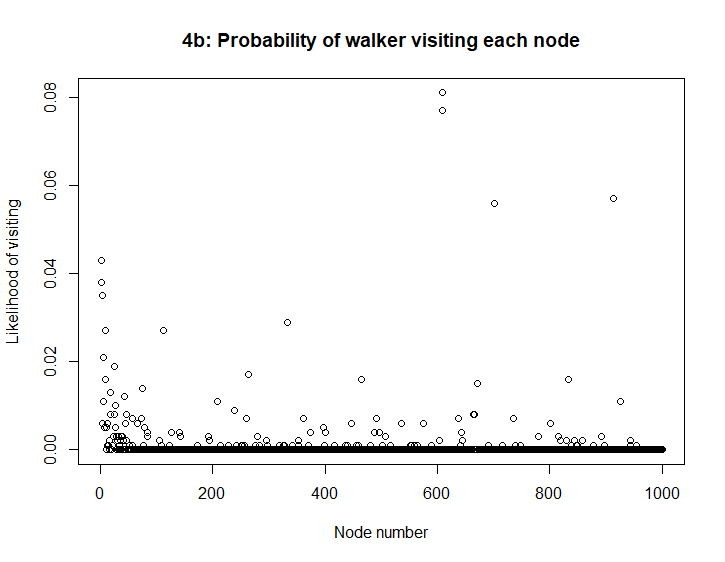 4b: Probability of walker visiting each node
Likelihood of visiting
0.08
0.06
0.04
0.02
0.00
0 200 400 600 800 1000
Node number